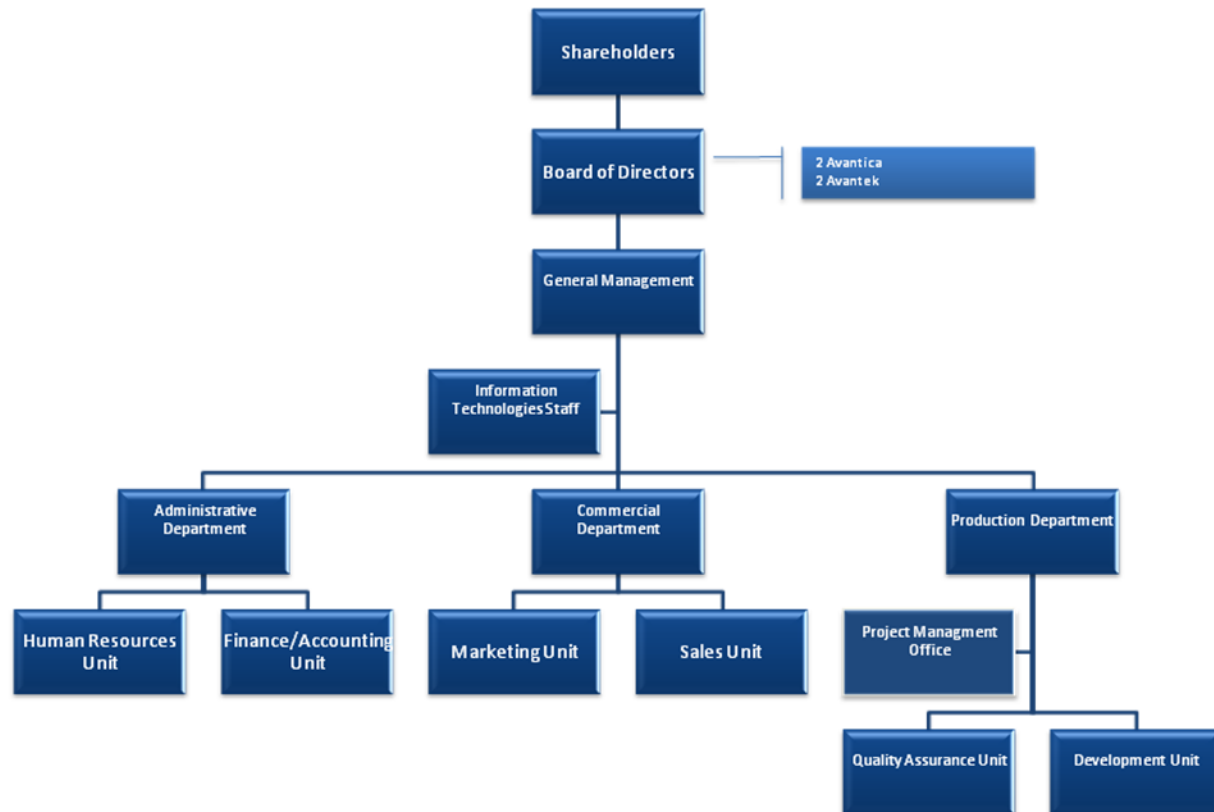 Shareholders
Board of Directors
2 Avantica
2 Avantek
General Management
Information
Technologies Staff
Administrative
Department
Commercial
Department
Production Department
Human Resources
Unit
Finance/Accounting
Unit
Marketing Unit
Sales Unit
Project Managment
Office
Quality Assurance Unit
Development Unit